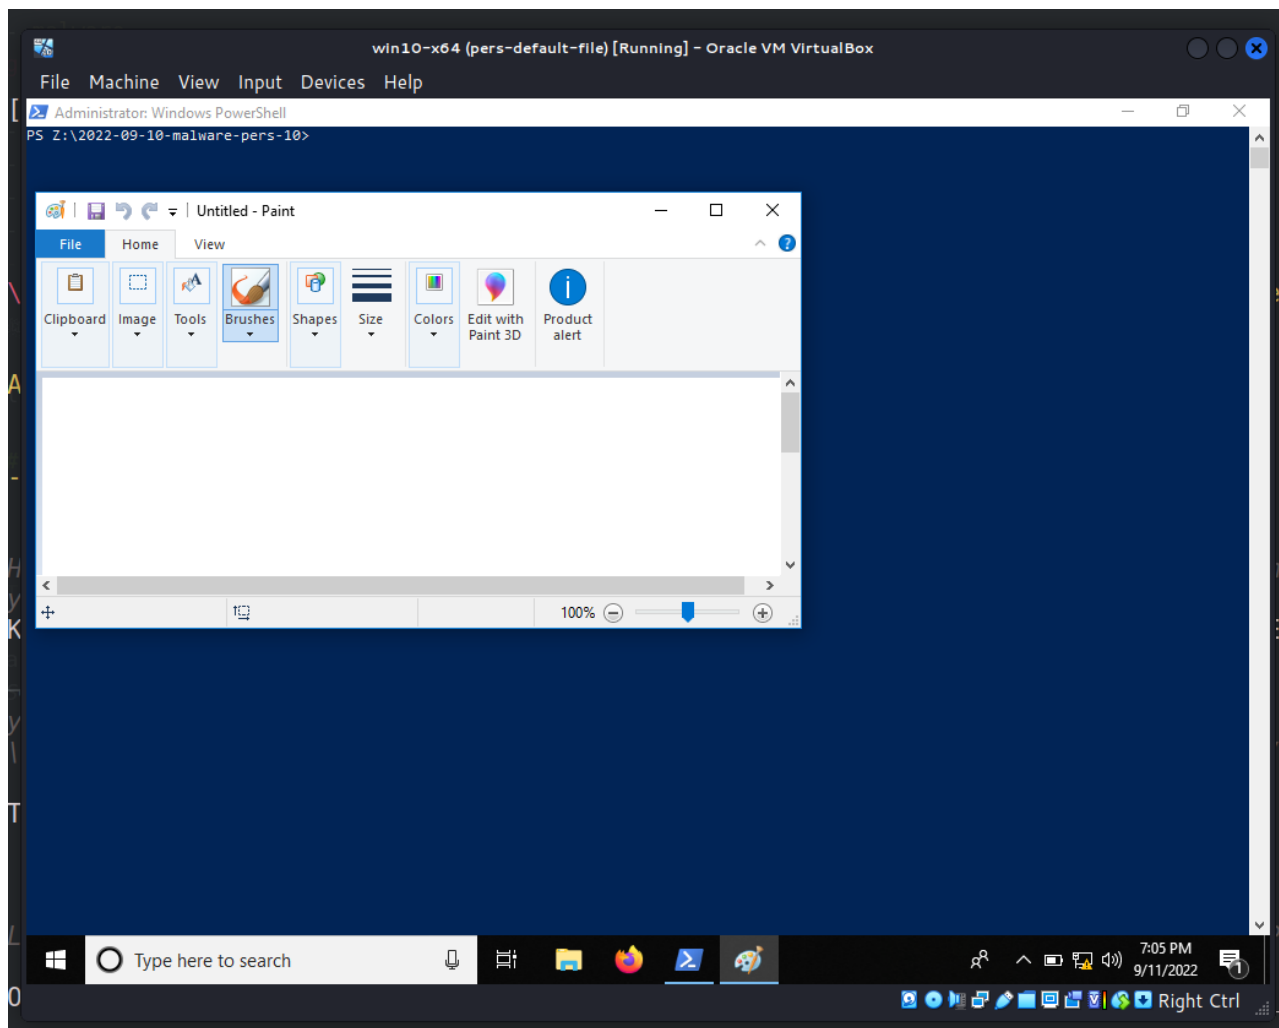 win10-x64 (pers-default-file) [Running] - Oracle VM VirtualBox
File Machine View Input Devices Help
Administrator: Windows PowerShell
PS Z:\2022-09-10-malware-pers-10>
Untitled - Paint
File Home View
Clipboard Image Tools Brushes Shapes Size Colors Edit with Paint 3D Product alert
100%
Type here to search
7:05 PM
9/11/2022
1
Right Ctrl